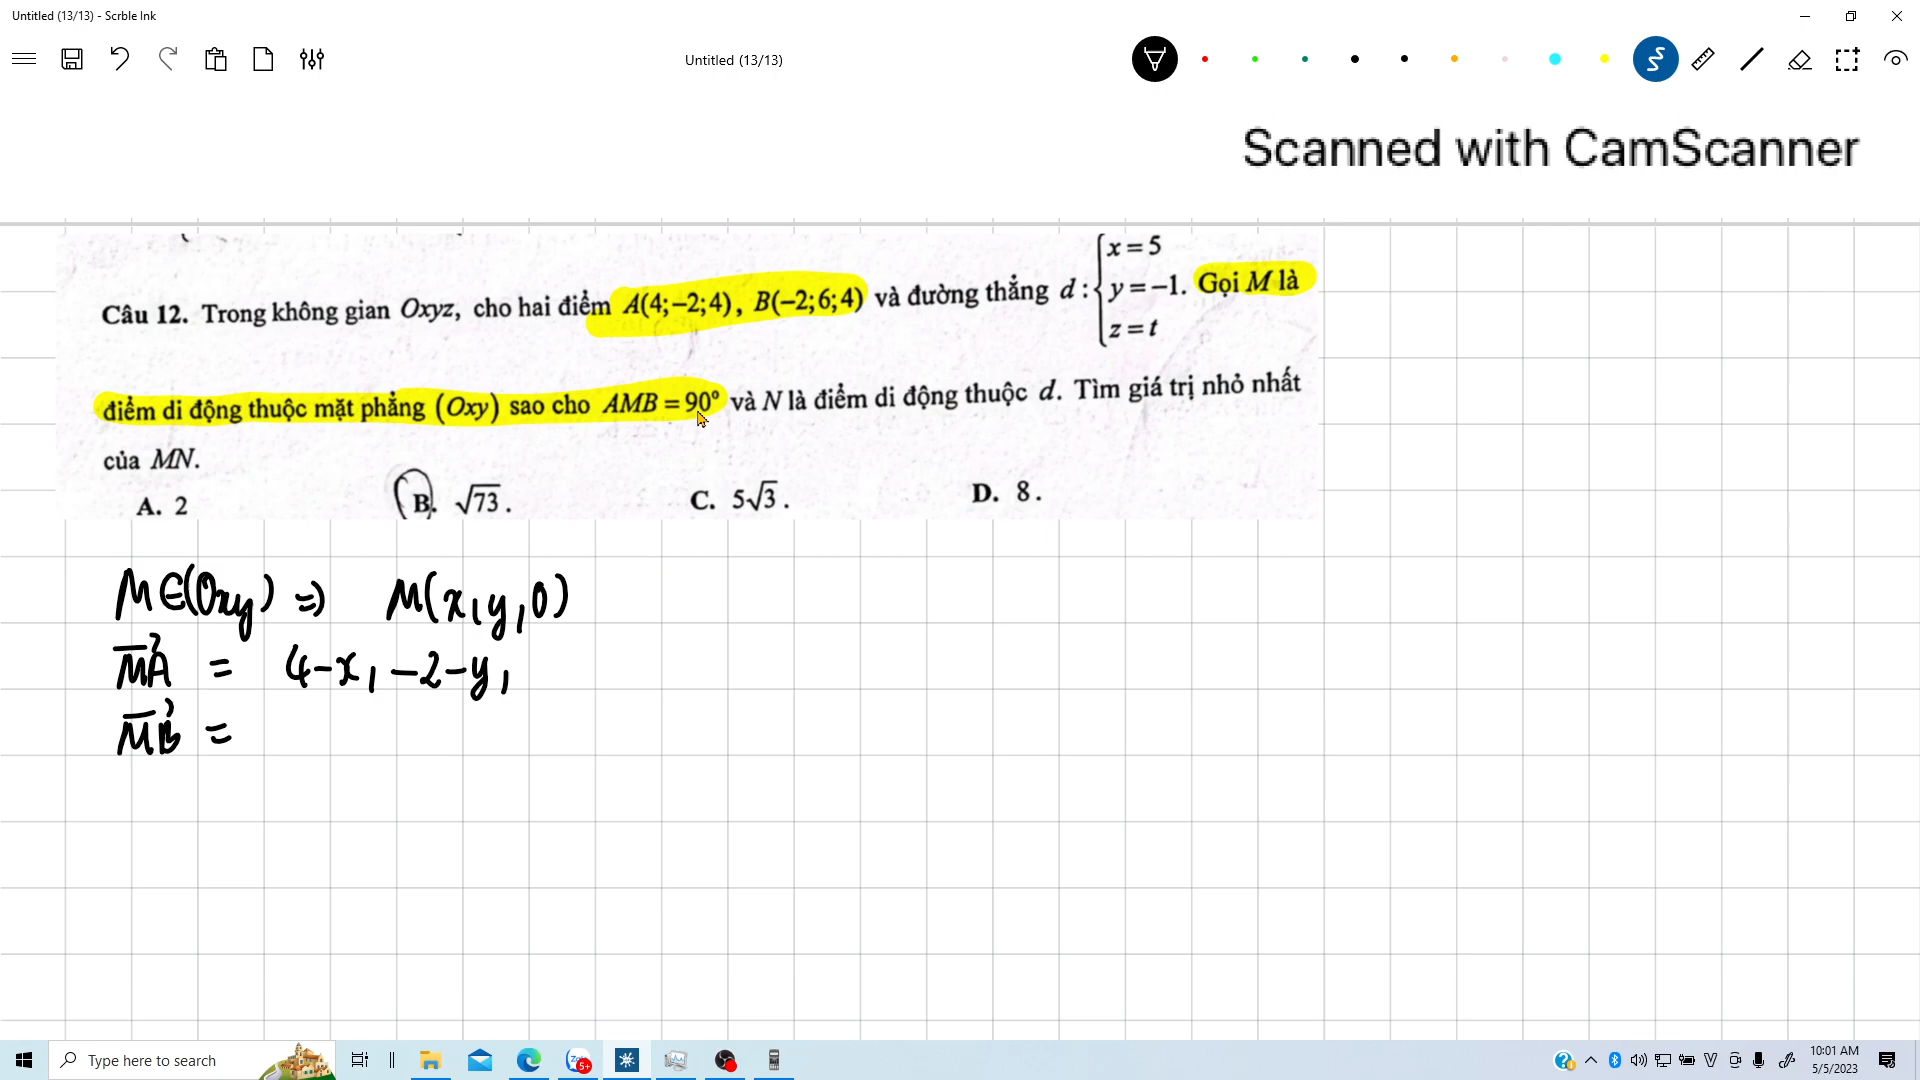 Untitled (13/13) - Scrble Ink
Untitled (13/13)
Scanned with CamScanner
Câu 12. Trong không gian Oxyz, cho hai điểm A(4;−2;4), B(−2;6;4) và đường thẳng d : { x = 5
y = −1. Gọi M là
z = t
điểm di động thuộc mặt phẳng (Oxy) sao cho AMB = 90° và N là điểm di động thuộc d. Tìm giá trị nhỏ nhất
của MN.
A. 2 B. √73. C. 5√3. D. 8.
M∈(Oxy) ⇒ M(x,y,0)
MA = 4−x, −2−y,
MB =
Type here to search
5+
10:01 AM
5/5/2023